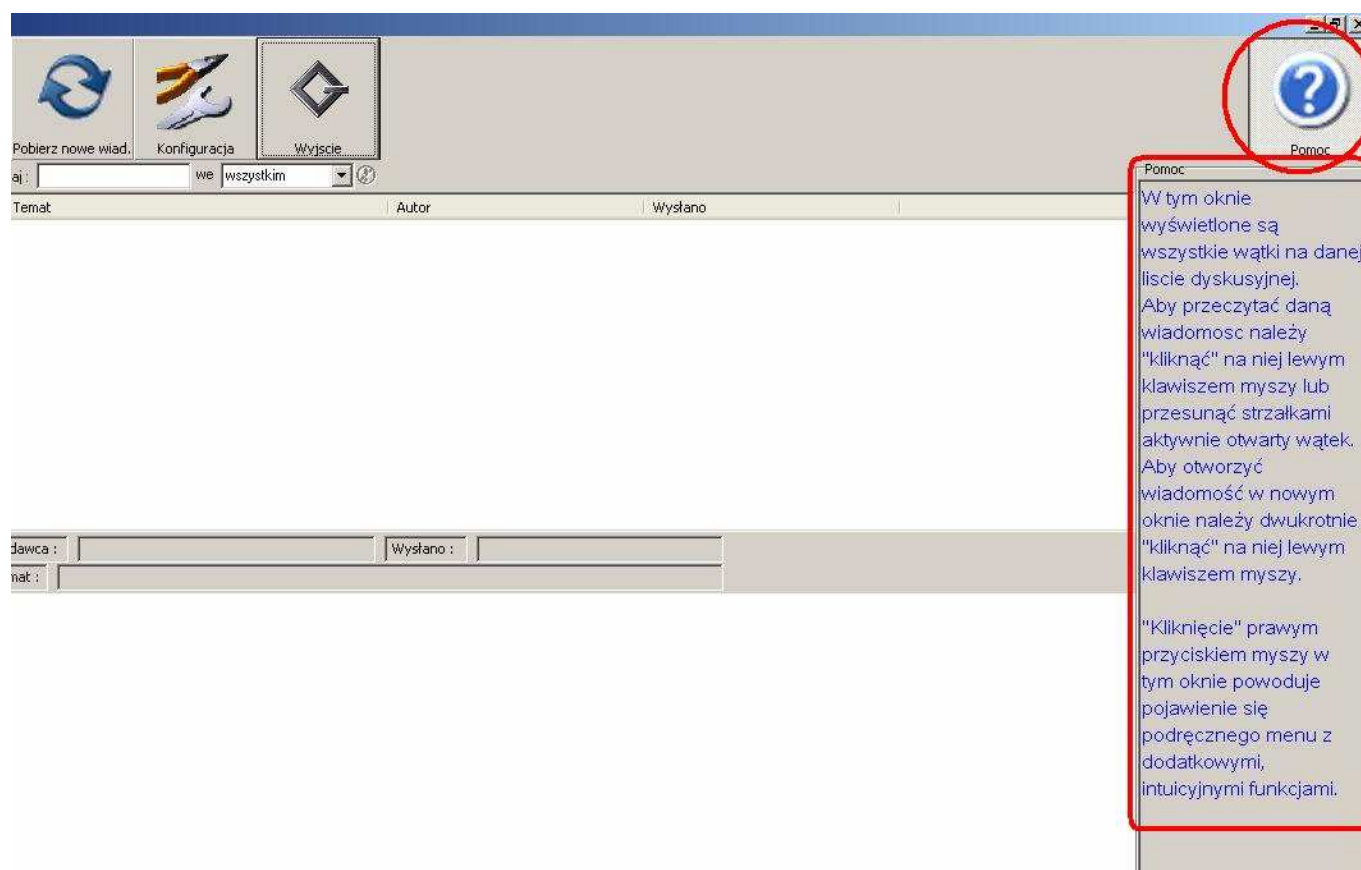 Pobierz nowe wiad. Konfiguracja Wyjscie Pomoc
aj : we wszystkim
Temat Autor Wysłano
Pomoc
W tym oknie
wyświetlone są
wszystkie wątki na danej
liscie dyskusyjnej.
Aby przeczytać daną
wiadomosc należy
"kliknąć" na niej lewym
klawiszem myszy lub
przesunąć strzałkami
aktywnie otwarty wątek.
Aby otworzyć
wiadomość w nowym
oknie należy dwukrotnie
"kliknąć" na niej lewym
klawiszem myszy.
"Kliknięcie" prawym
przyciskiem myszy w
tym oknie powoduje
pojawienie się
podręcznego menu z
dodatkowymi,
intuicyjnymi funkcjami.
dawca : Wysłano :
mat :